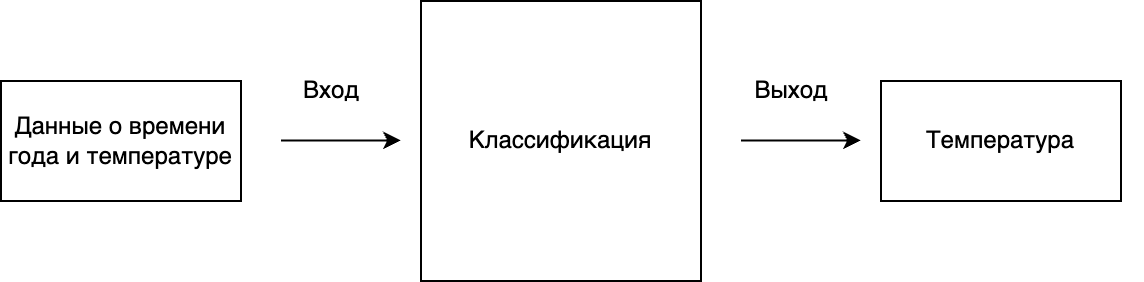 Данные о времени
года и температуре
Вход
Классификация
Выход
Температура